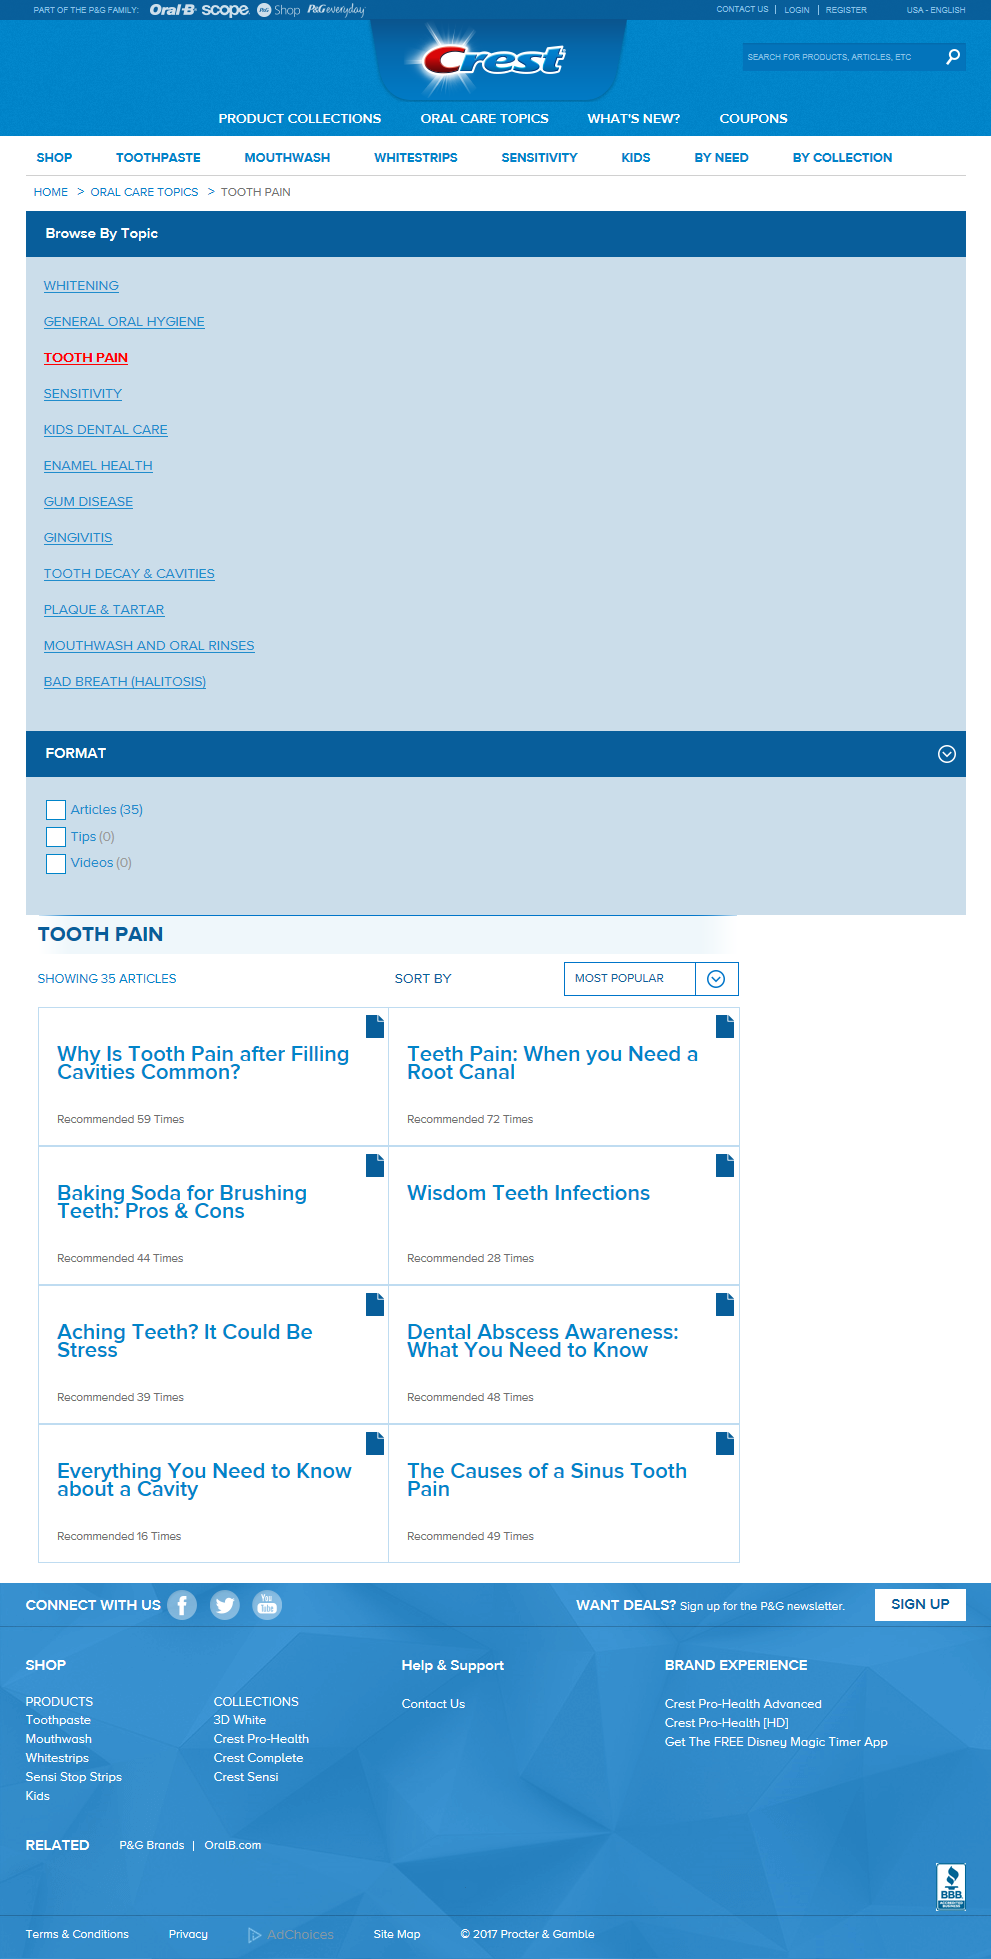 PART OF THE P&G FAMILY: Oral-B scope P&G Shop P&G everyday CONTACT US | LOGIN | REGISTER USA - ENGLISH
Crest
SEARCH FOR PRODUCTS, ARTICLES, ETC
PRODUCT COLLECTIONS ORAL CARE TOPICS WHAT'S NEW? COUPONS
SHOP TOOTHPASTE MOUTHWASH WHITESTRIPS SENSITIVITY KIDS BY NEED BY COLLECTION
HOME > ORAL CARE TOPICS > TOOTH PAIN
Browse By Topic
WHITENING
GENERAL ORAL HYGIENE
TOOTH PAIN
SENSITIVITY
KIDS DENTAL CARE
ENAMEL HEALTH
GUM DISEASE
GINGIVITIS
TOOTH DECAY & CAVITIES
PLAQUE & TARTAR
MOUTHWASH AND ORAL RINSES
BAD BREATH (HALITOSIS)
FORMAT
Articles (35)
Tips (0)
Videos (0)
TOOTH PAIN
SHOWING 35 ARTICLES SORT BY MOST POPULAR
Why Is Tooth Pain after Filling
Cavities Common?
Recommended 59 Times
Teeth Pain: When you Need a
Root Canal
Recommended 72 Times
Baking Soda for Brushing
Teeth: Pros & Cons
Recommended 44 Times
Wisdom Teeth Infections
Recommended 28 Times
Aching Teeth? It Could Be
Stress
Recommended 39 Times
Dental Abscess Awareness:
What You Need to Know
Recommended 48 Times
Everything You Need to Know
about a Cavity
Recommended 16 Times
The Causes of a Sinus Tooth
Pain
Recommended 49 Times
CONNECT WITH US f You Tube WANT DEALS? Sign up for the P&G newsletter. SIGN UP
SHOP
PRODUCTS
Toothpaste
Mouthwash
Whitestrips
Sensi Stop Strips
Kids
COLLECTIONS
3D White
Crest Pro-Health
Crest Complete
Crest Sensi
Help & Support
Contact Us
BRAND EXPERIENCE
Crest Pro-Health Advanced
Crest Pro-Health [HD]
Get The FREE Disney Magic Timer App
RELATED P&G Brands | OralB.com
BBB
ACCREDITED
BUSINESS
Terms & Conditions Privacy AdChoices Site Map © 2017 Procter & Gamble